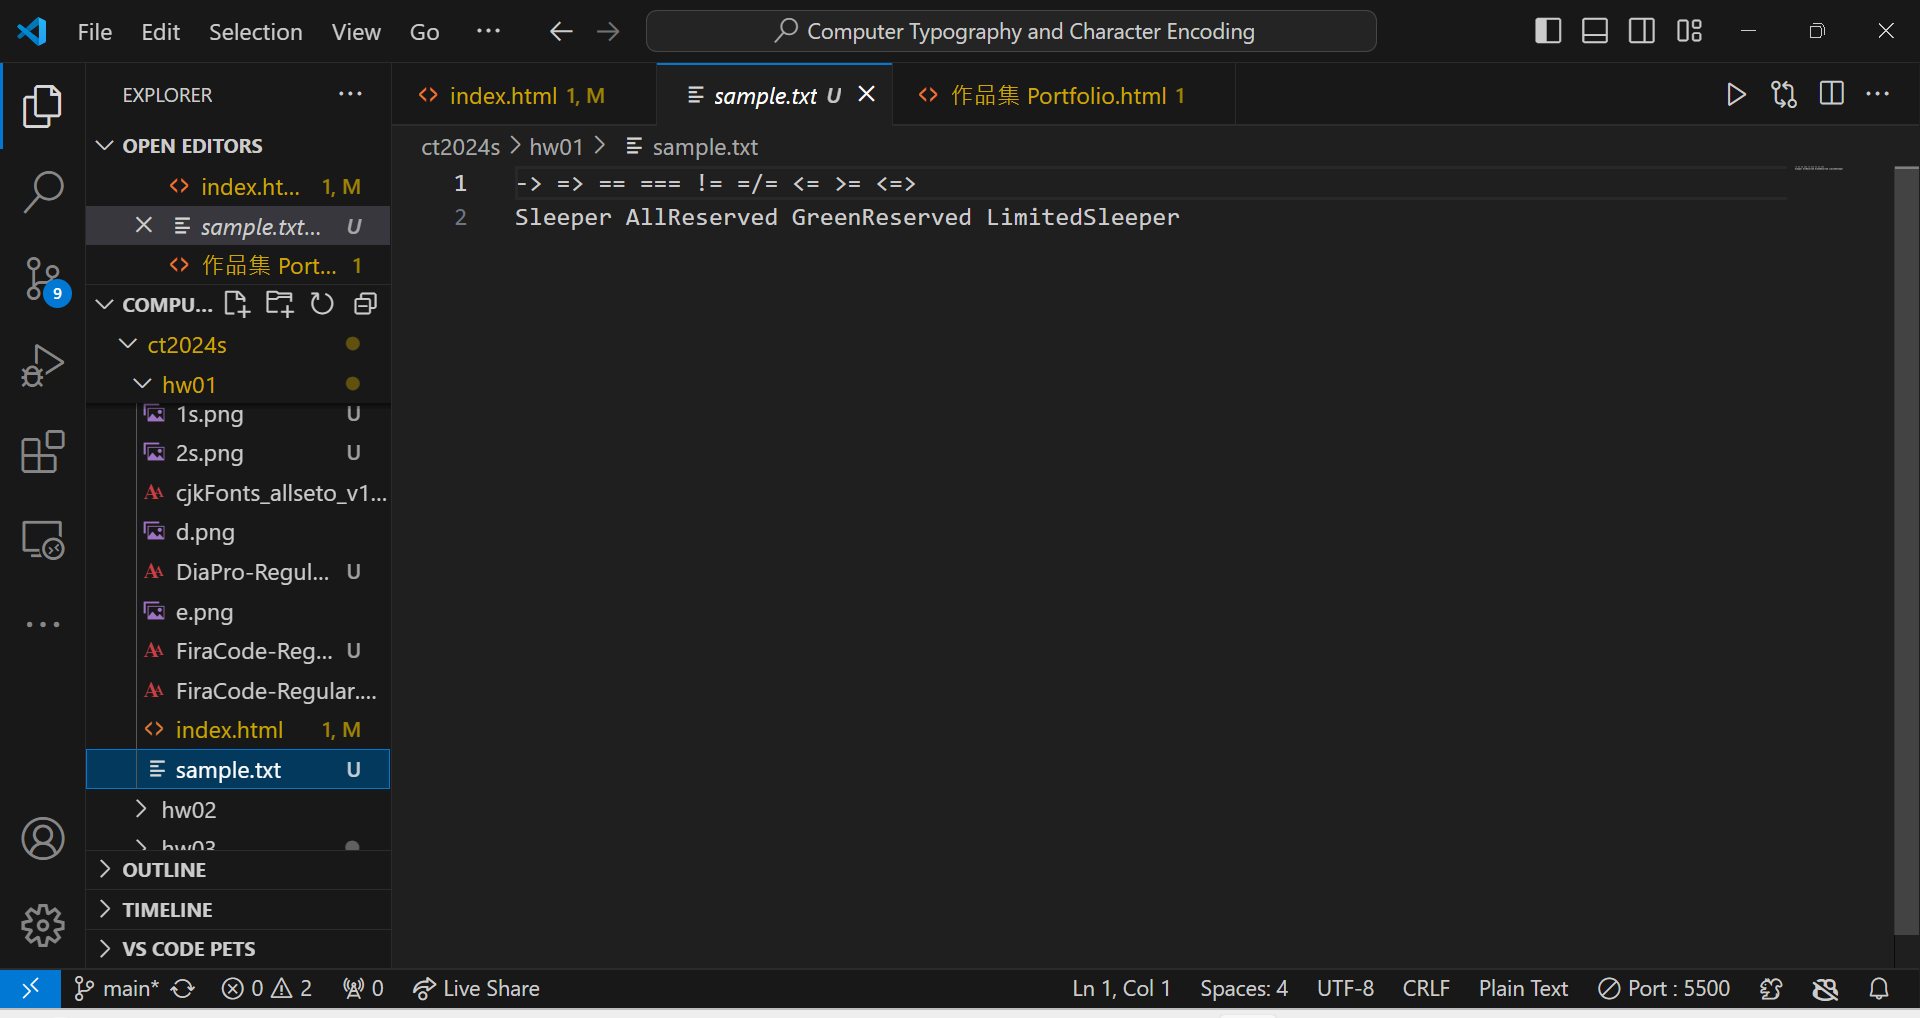 File Edit Selection View Go ···
Computer Typography and Character Encoding
EXPLORER ···
OPEN EDITORS
index.ht... 1, M
sample.txt... U
作品集 Port... 1
COMPU...
ct2024s
hw01
1s.png U
2s.png U
cjkFonts_allseto_v1...
d.png
DiaPro-Regul... U
e.png
FiraCode-Reg... U
FiraCode-Regular....
index.html 1, M
sample.txt U
hw02
hw03
OUTLINE
TIMELINE
VS CODE PETS
index.html 1, M
sample.txt U
作品集 Portfolio.html 1
ct2024s > hw01 > sample.txt
1 -> => == === != =/= <= >= <=>
2 Sleeper AllReserved GreenReserved LimitedSleeper
9
main* 0 2 0 Live Share
Ln 1, Col 1 Spaces: 4 UTF-8 CRLF Plain Text Port : 5500